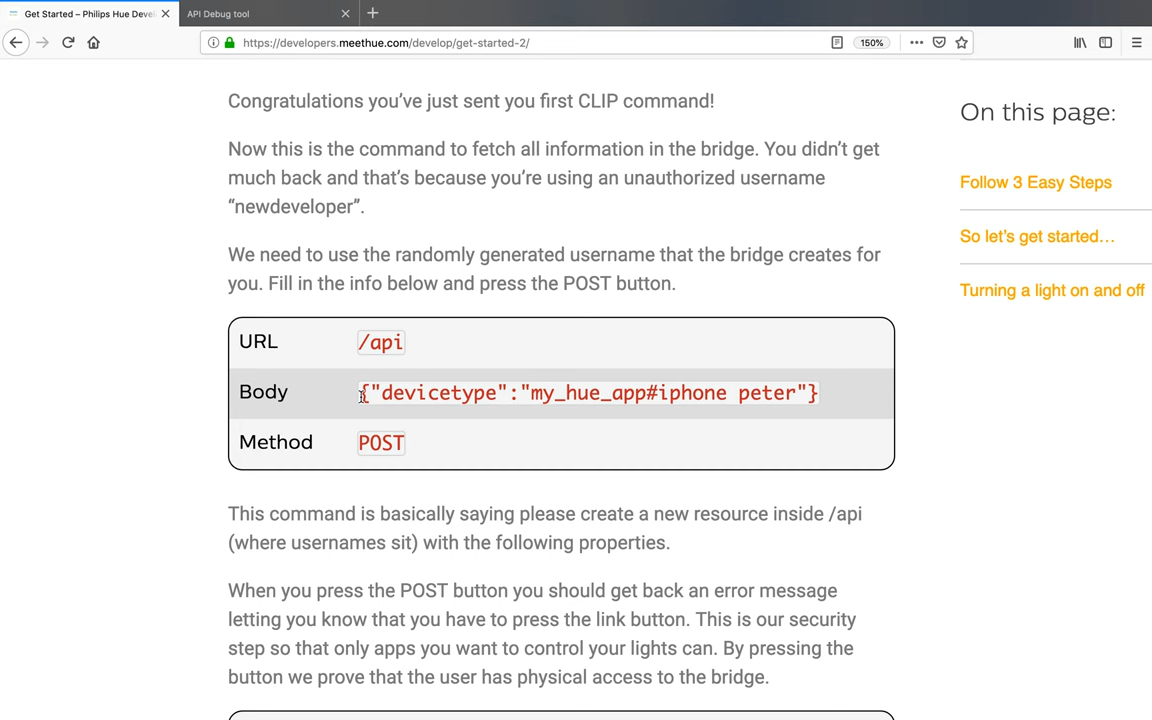 Get Started – Philips Hue Devel
API Debug tool
https://developers.meethue.com/develop/get-started-2/
150%
Congratulations you’ve just sent you first CLIP command!
On this page:
Now this is the command to fetch all information in the bridge. You didn’t get
much back and that’s because you’re using an unauthorized username
“newdeveloper”.
Follow 3 Easy Steps
So let’s get started…
Turning a light on and off
We need to use the randomly generated username that the bridge creates for
you. Fill in the info below and press the POST button.
URL /api
Body {"devicetype":"my_hue_app#iphone peter"}
Method POST
This command is basically saying please create a new resource inside /api
(where usernames sit) with the following properties.
When you press the POST button you should get back an error message
letting you know that you have to press the link button. This is our security
step so that only apps you want to control your lights can. By pressing the
button we prove that the user has physical access to the bridge.